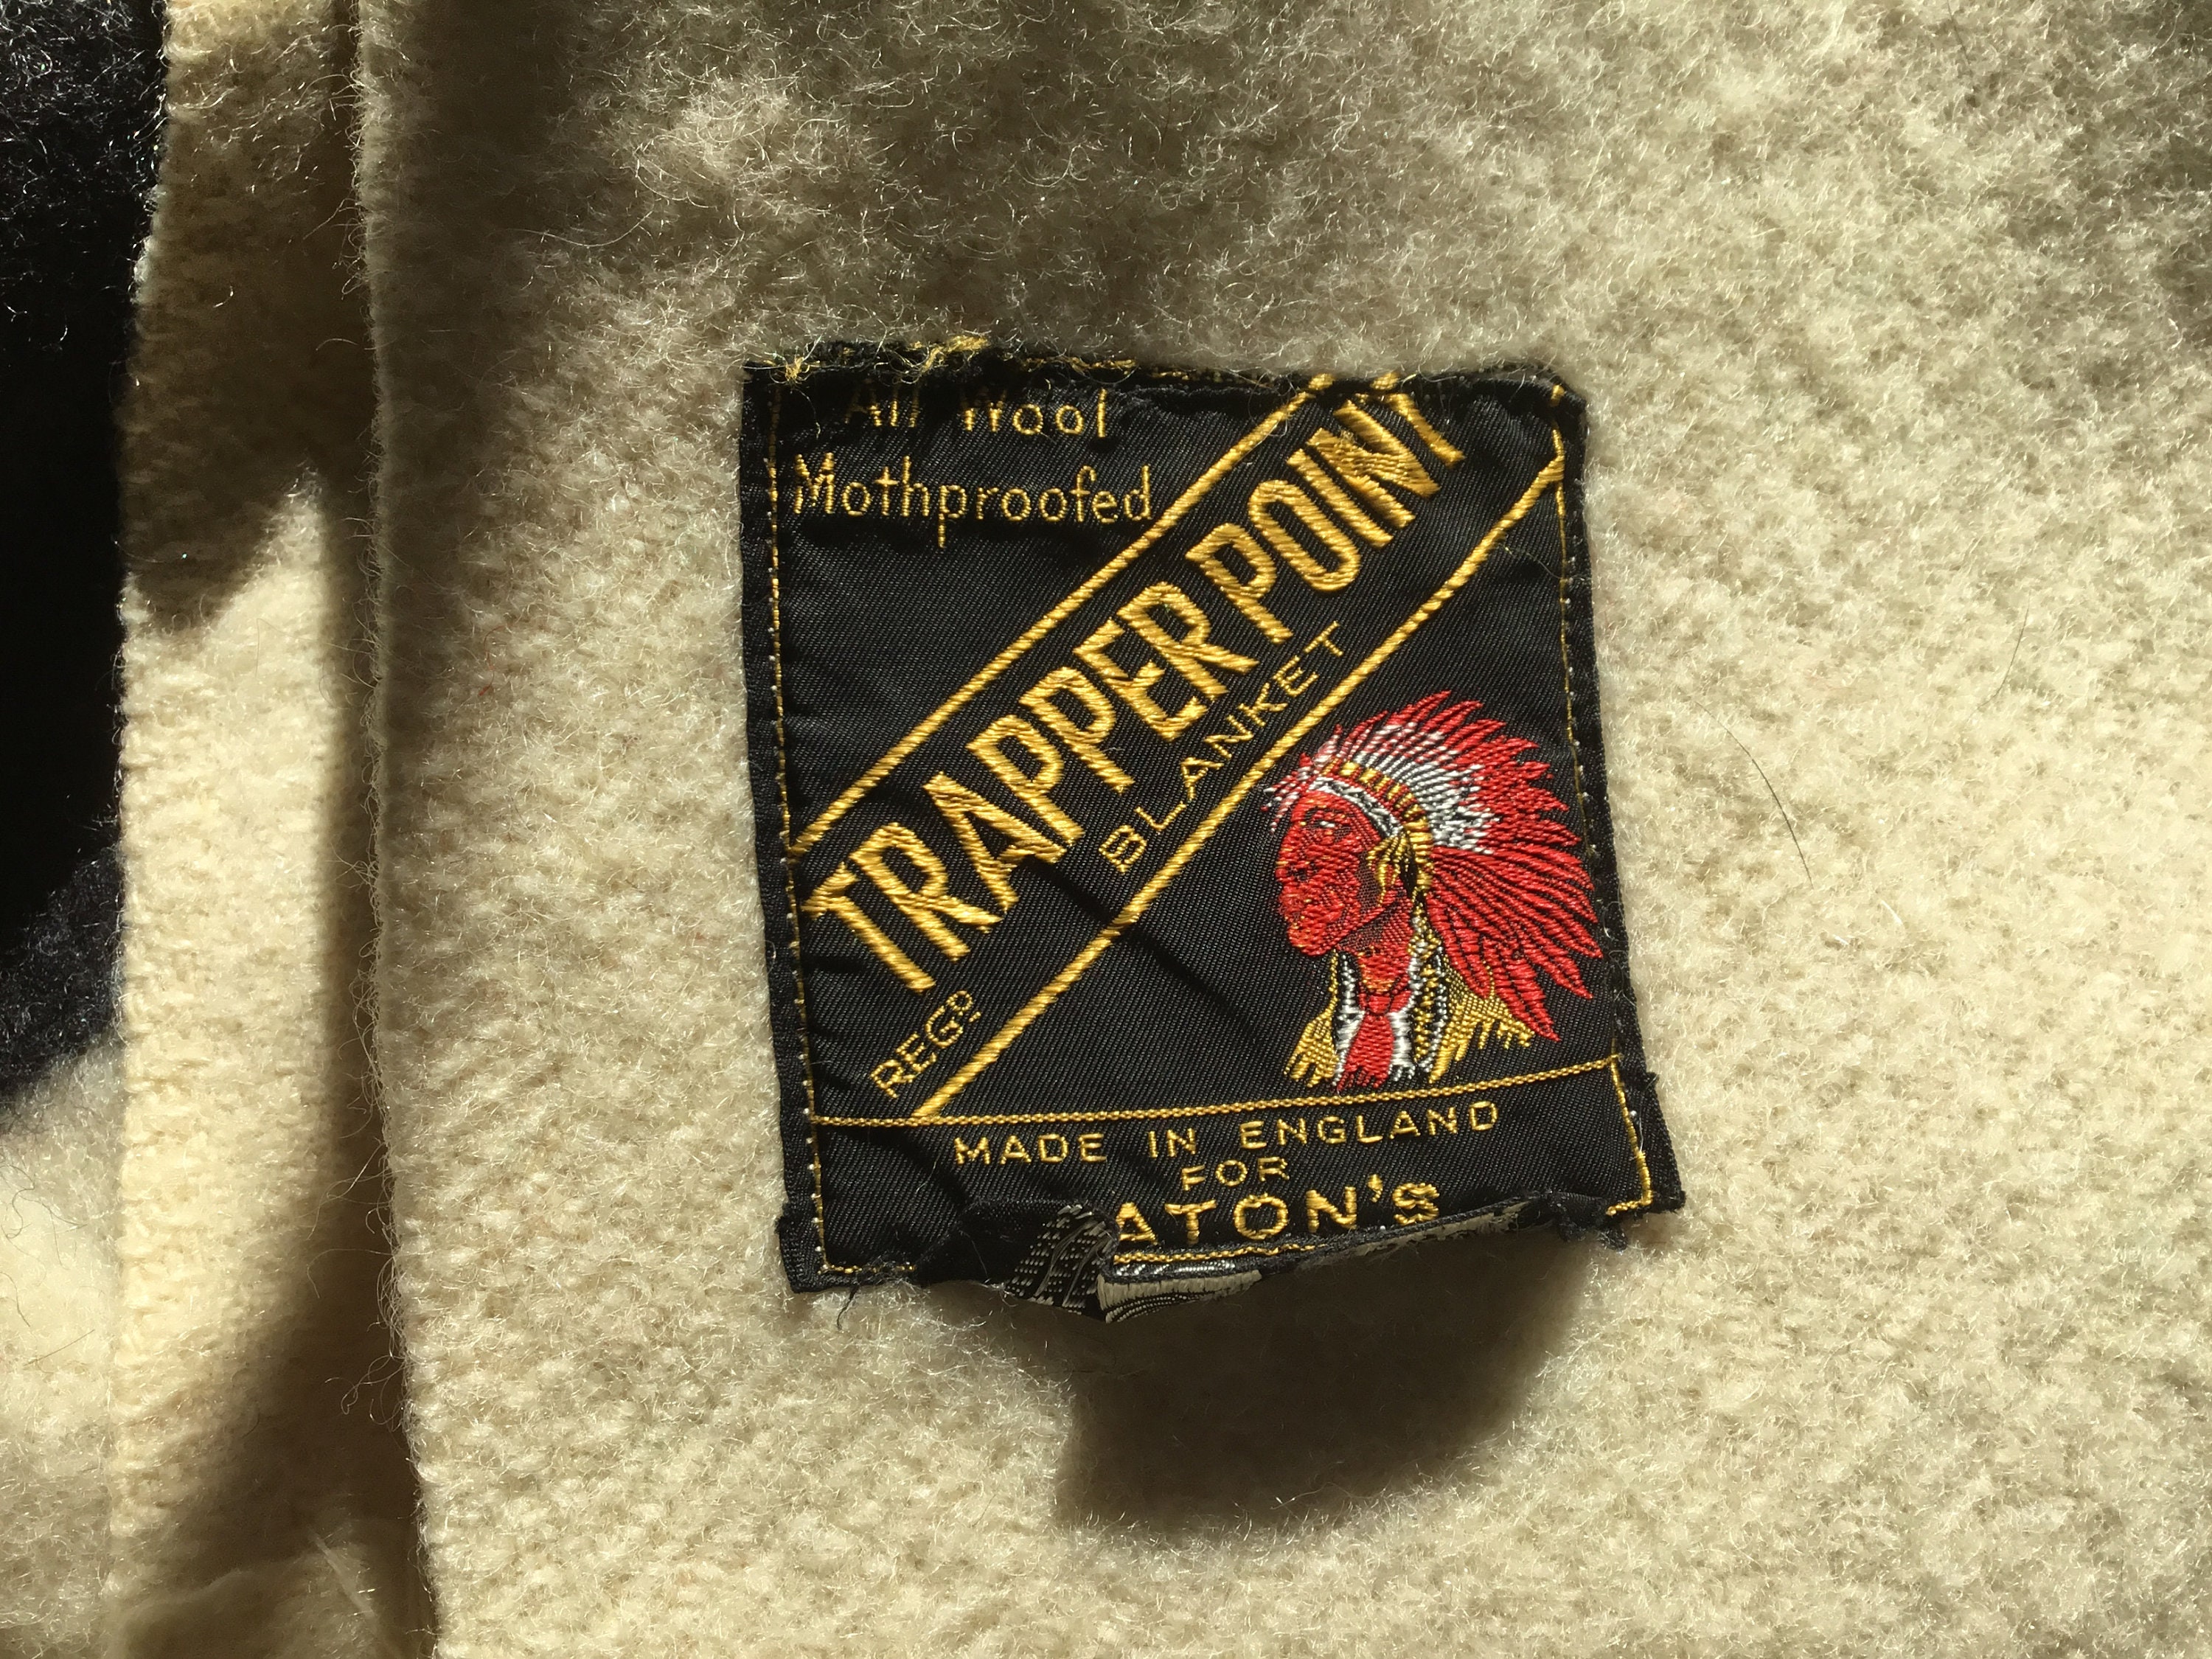 All Wool
Mothproofed
TRAPPER POINT
BLANKET
REGD
MADE IN ENGLAND
FOR
ATON'S